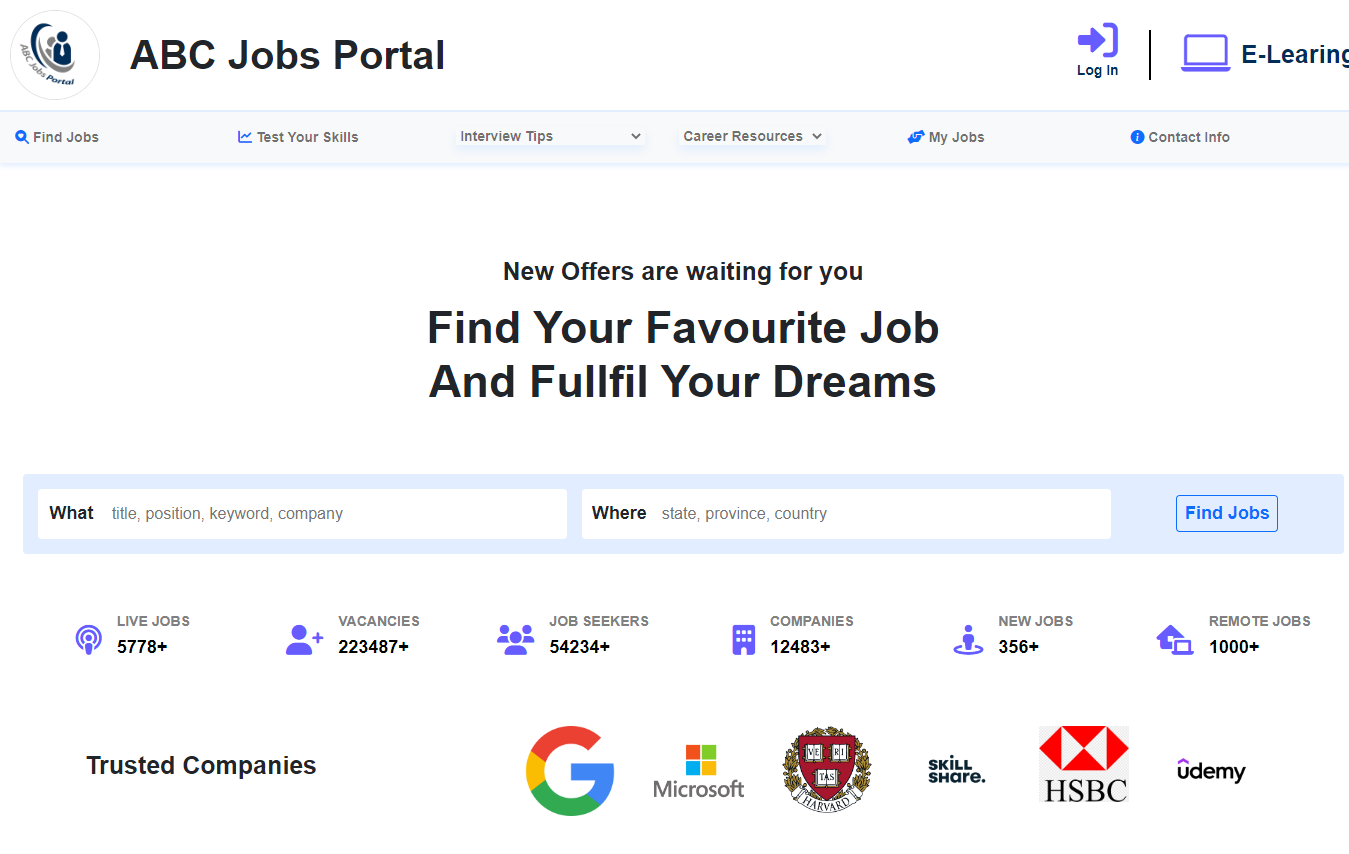 ABC Jobs Portal
ABC Jobs Portal
Log In
E-Learing
Find Jobs
Test Your Skills
Interview Tips
Career Resources
My Jobs
Contact Info
New Offers are waiting for you
Find Your Favourite Job
And Fullfil Your Dreams
What title, position, keyword, company
Where state, province, country
Find Jobs
LIVE JOBS
5778+
VACANCIES
223487+
JOB SEEKERS
54234+
COMPANIES
12483+
NEW JOBS
356+
REMOTE JOBS
1000+
Trusted Companies
Microsoft
VE RI
TAS
HARVARD
SKILL
SHARE.
HSBC
udemy